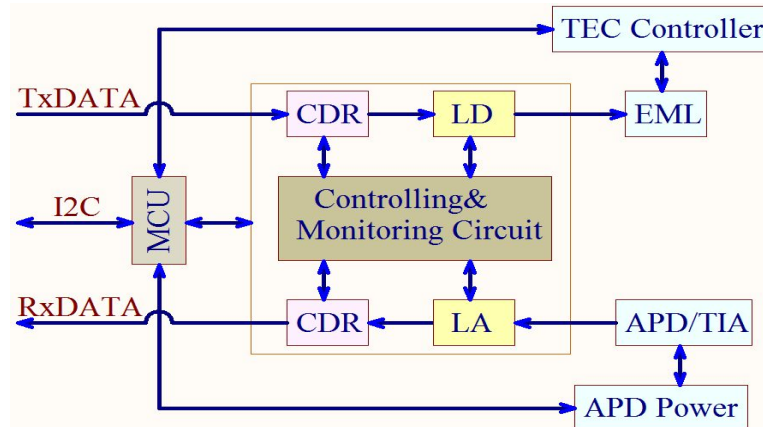 TEC Controller
TxDATA
CDR
LD
EML
I2C
MCU
Controlling&
Monitoring Circuit
RxDATA
CDR
LA
APD/TIA
APD Power